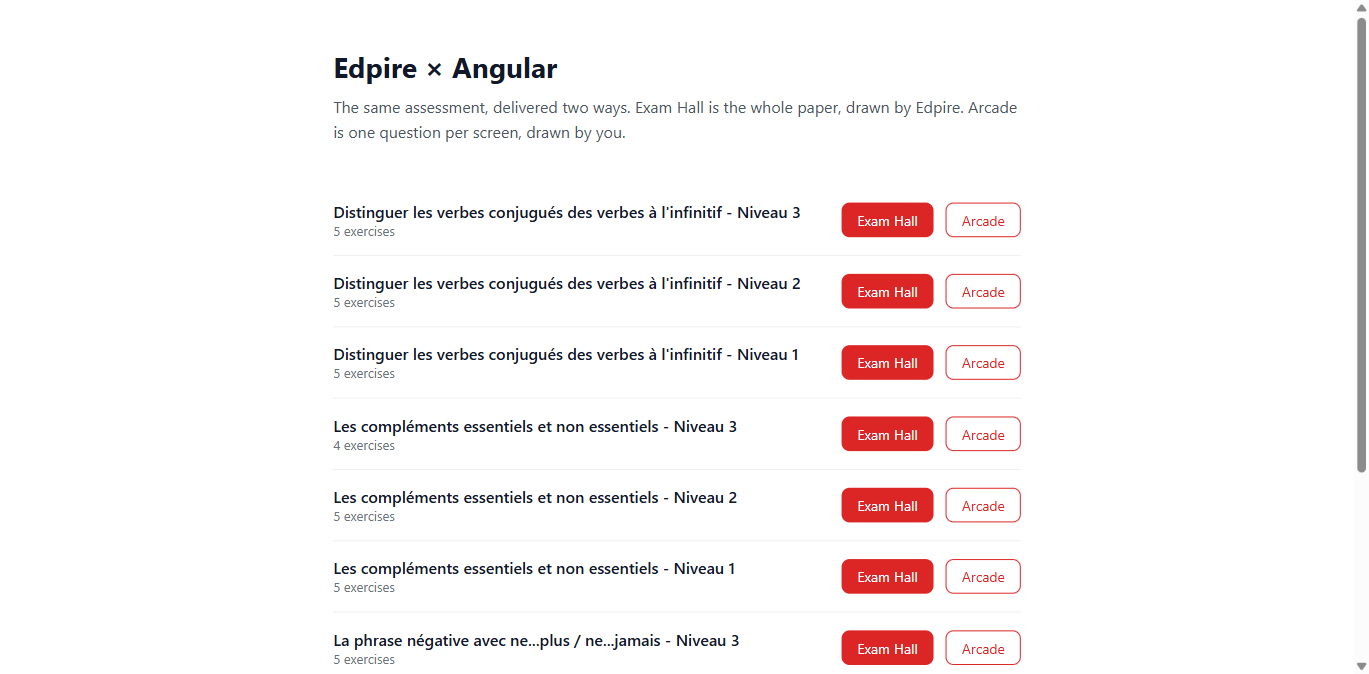 Edpire × Angular
The same assessment, delivered two ways. Exam Hall is the whole paper, drawn by Edpire. Arcade
is one question per screen, drawn by you.
Distinguer les verbes conjugués des verbes à l'infinitif - Niveau 3
5 exercises
Exam Hall
Arcade
Distinguer les verbes conjugués des verbes à l'infinitif - Niveau 2
5 exercises
Exam Hall
Arcade
Distinguer les verbes conjugués des verbes à l'infinitif - Niveau 1
5 exercises
Exam Hall
Arcade
Les compléments essentiels et non essentiels - Niveau 3
4 exercises
Exam Hall
Arcade
Les compléments essentiels et non essentiels - Niveau 2
5 exercises
Exam Hall
Arcade
Les compléments essentiels et non essentiels - Niveau 1
5 exercises
Exam Hall
Arcade
La phrase négative avec ne...plus / ne...jamais - Niveau 3
5 exercises
Exam Hall
Arcade